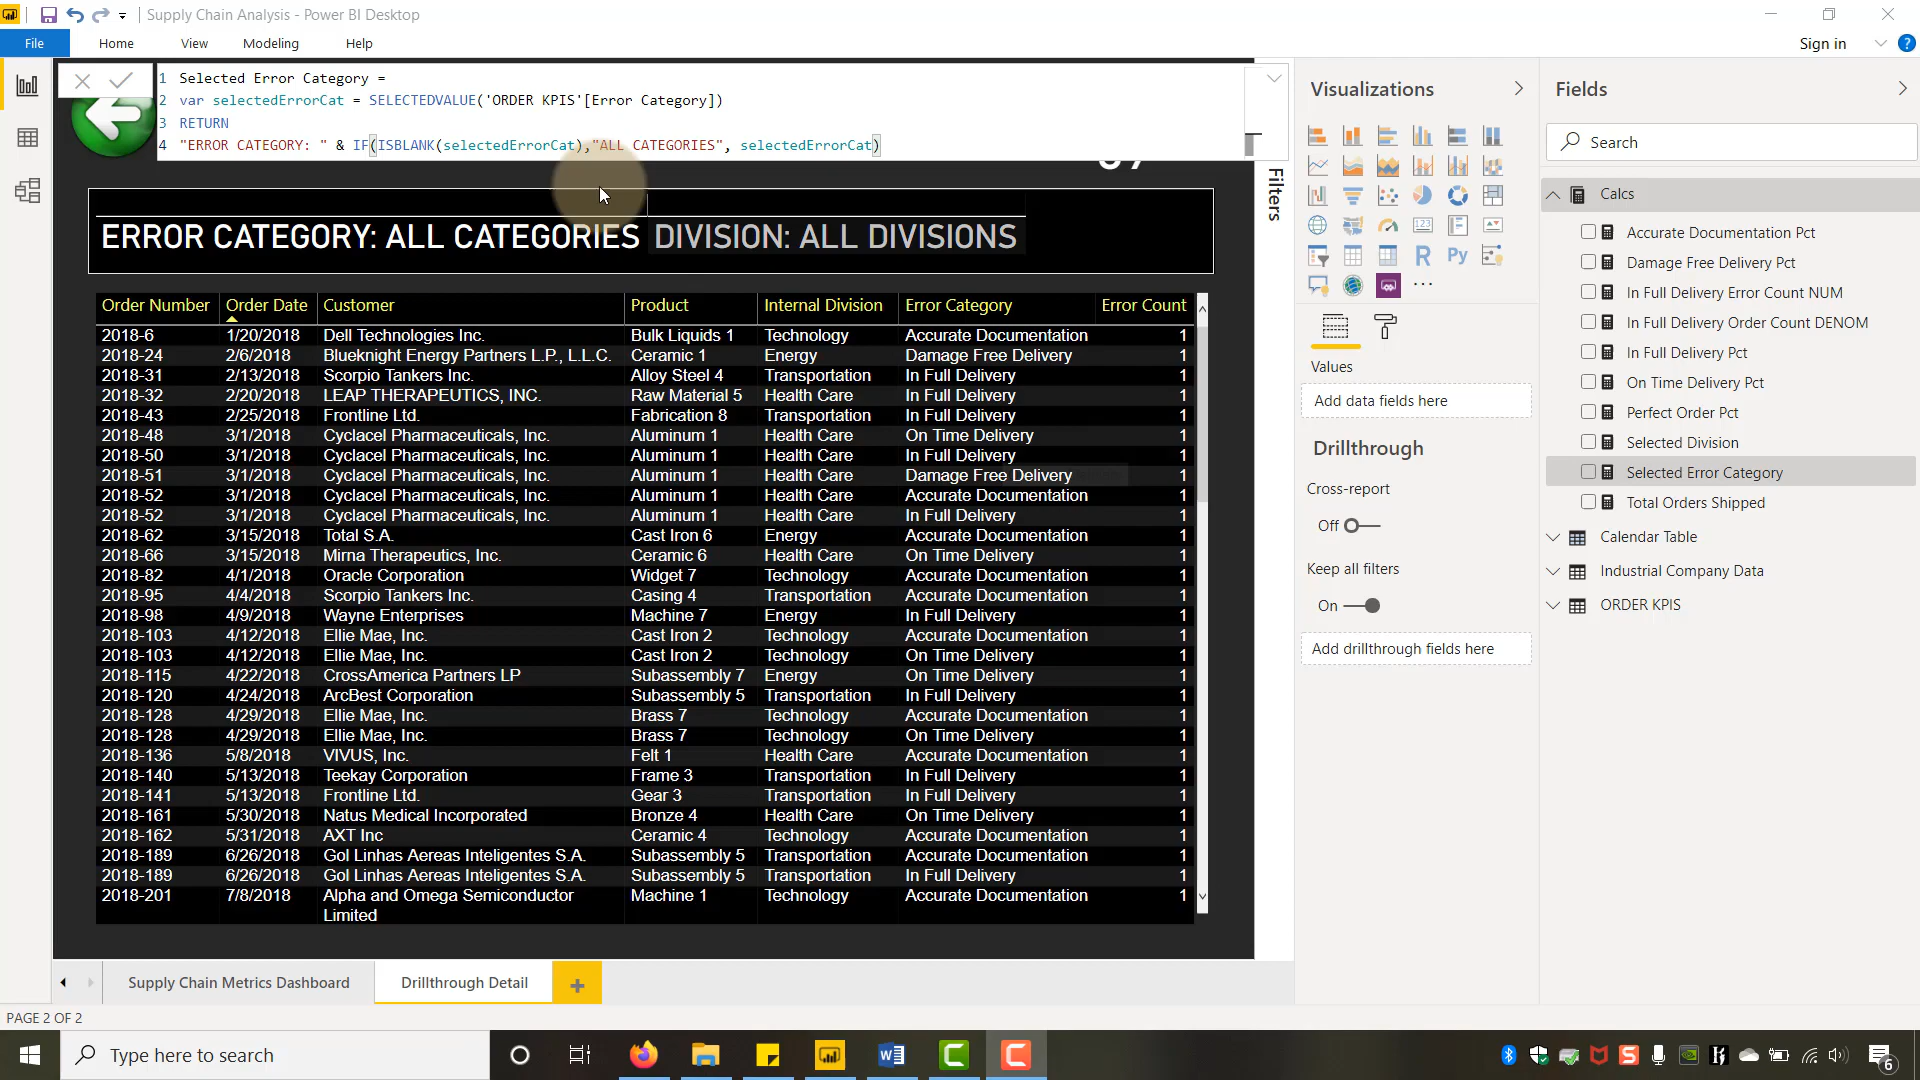 Supply Chain Analysis - Power BI Desktop
File Home View Modeling Help Sign in
1 Selected Error Category =
2 var selectedErrorCat = SELECTEDVALUE('ORDER KPIS'[Error Category])
3 RETURN
4 "ERROR CATEGORY: " & IF(ISBLANK(selectedErrorCat),"ALL CATEGORIES", selectedErrorCat)
ERROR CATEGORY: ALL CATEGORIES DIVISION: ALL DIVISIONS
Order Number Order Date Customer Product Internal Division Error Category Error Count
2018-6 1/20/2018 Dell Technologies Inc. Bulk Liquids 1 Technology Accurate Documentation 1
2018-24 2/6/2018 Blueknight Energy Partners L.P., L.L.C. Ceramic 1 Energy Damage Free Delivery 1
2018-31 2/13/2018 Scorpio Tankers Inc. Alloy Steel 4 Transportation In Full Delivery 1
2018-32 2/20/2018 LEAP THERAPEUTICS, INC. Raw Material 5 Health Care In Full Delivery 1
2018-43 2/25/2018 Frontline Ltd. Fabrication 8 Transportation In Full Delivery 1
2018-48 3/1/2018 Cyclacel Pharmaceuticals, Inc. Aluminum 1 Health Care On Time Delivery 1
2018-50 3/1/2018 Cyclacel Pharmaceuticals, Inc. Aluminum 1 Health Care In Full Delivery 1
2018-51 3/1/2018 Cyclacel Pharmaceuticals, Inc. Aluminum 1 Health Care Damage Free Delivery 1
2018-52 3/1/2018 Cyclacel Pharmaceuticals, Inc. Aluminum 1 Health Care Accurate Documentation 1
2018-52 3/1/2018 Cyclacel Pharmaceuticals, Inc. Aluminum 1 Health Care In Full Delivery 1
2018-62 3/15/2018 Total S.A. Cast Iron 6 Energy Accurate Documentation 1
2018-66 3/15/2018 Mirna Therapeutics, Inc. Ceramic 6 Health Care On Time Delivery 1
2018-82 4/1/2018 Oracle Corporation Widget 7 Technology Accurate Documentation 1
2018-95 4/4/2018 Scorpio Tankers Inc. Casing 4 Transportation Accurate Documentation 1
2018-98 4/9/2018 Wayne Enterprises Machine 7 Energy In Full Delivery 1
2018-103 4/12/2018 Ellie Mae, Inc. Cast Iron 2 Technology Accurate Documentation 1
2018-103 4/12/2018 Ellie Mae, Inc. Cast Iron 2 Technology On Time Delivery 1
2018-115 4/22/2018 CrossAmerica Partners LP Subassembly 7 Energy On Time Delivery 1
2018-120 4/24/2018 ArcBest Corporation Subassembly 5 Transportation In Full Delivery 1
2018-128 4/29/2018 Ellie Mae, Inc. Brass 7 Technology Accurate Documentation 1
2018-128 4/29/2018 Ellie Mae, Inc. Brass 7 Technology On Time Delivery 1
2018-136 5/8/2018 VIVUS, Inc. Felt 1 Health Care Accurate Documentation 1
2018-140 5/13/2018 Teekay Corporation Frame 3 Transportation In Full Delivery 1
2018-141 5/13/2018 Frontline Ltd. Gear 3 Transportation In Full Delivery 1
2018-161 5/30/2018 Natus Medical Incorporated Bronze 4 Health Care On Time Delivery 1
2018-162 5/31/2018 AXT Inc Ceramic 4 Technology Accurate Documentation 1
2018-189 6/26/2018 Gol Linhas Aereas Inteligentes S.A. Subassembly 5 Transportation Accurate Documentation 1
2018-189 6/26/2018 Gol Linhas Aereas Inteligentes S.A. Subassembly 5 Transportation In Full Delivery 1
2018-201 7/8/2018 Alpha and Omega Semiconductor Machine 1 Technology Accurate Documentation 1
Limited
Filters
Visualizations
R Py
Values
Add data fields here
Drillthrough
Cross-report
Off
Keep all filters
On
Add drillthrough fields here
Fields
Search
Calcs
Accurate Documentation Pct
Damage Free Delivery Pct
In Full Delivery Error Count NUM
In Full Delivery Order Count DENOM
In Full Delivery Pct
On Time Delivery Pct
Perfect Order Pct
Selected Division
Selected Error Category
Total Orders Shipped
Calendar Table
Industrial Company Data
ORDER KPIS
Supply Chain Metrics Dashboard Drillthrough Detail
PAGE 2 OF 2
Type here to search
6